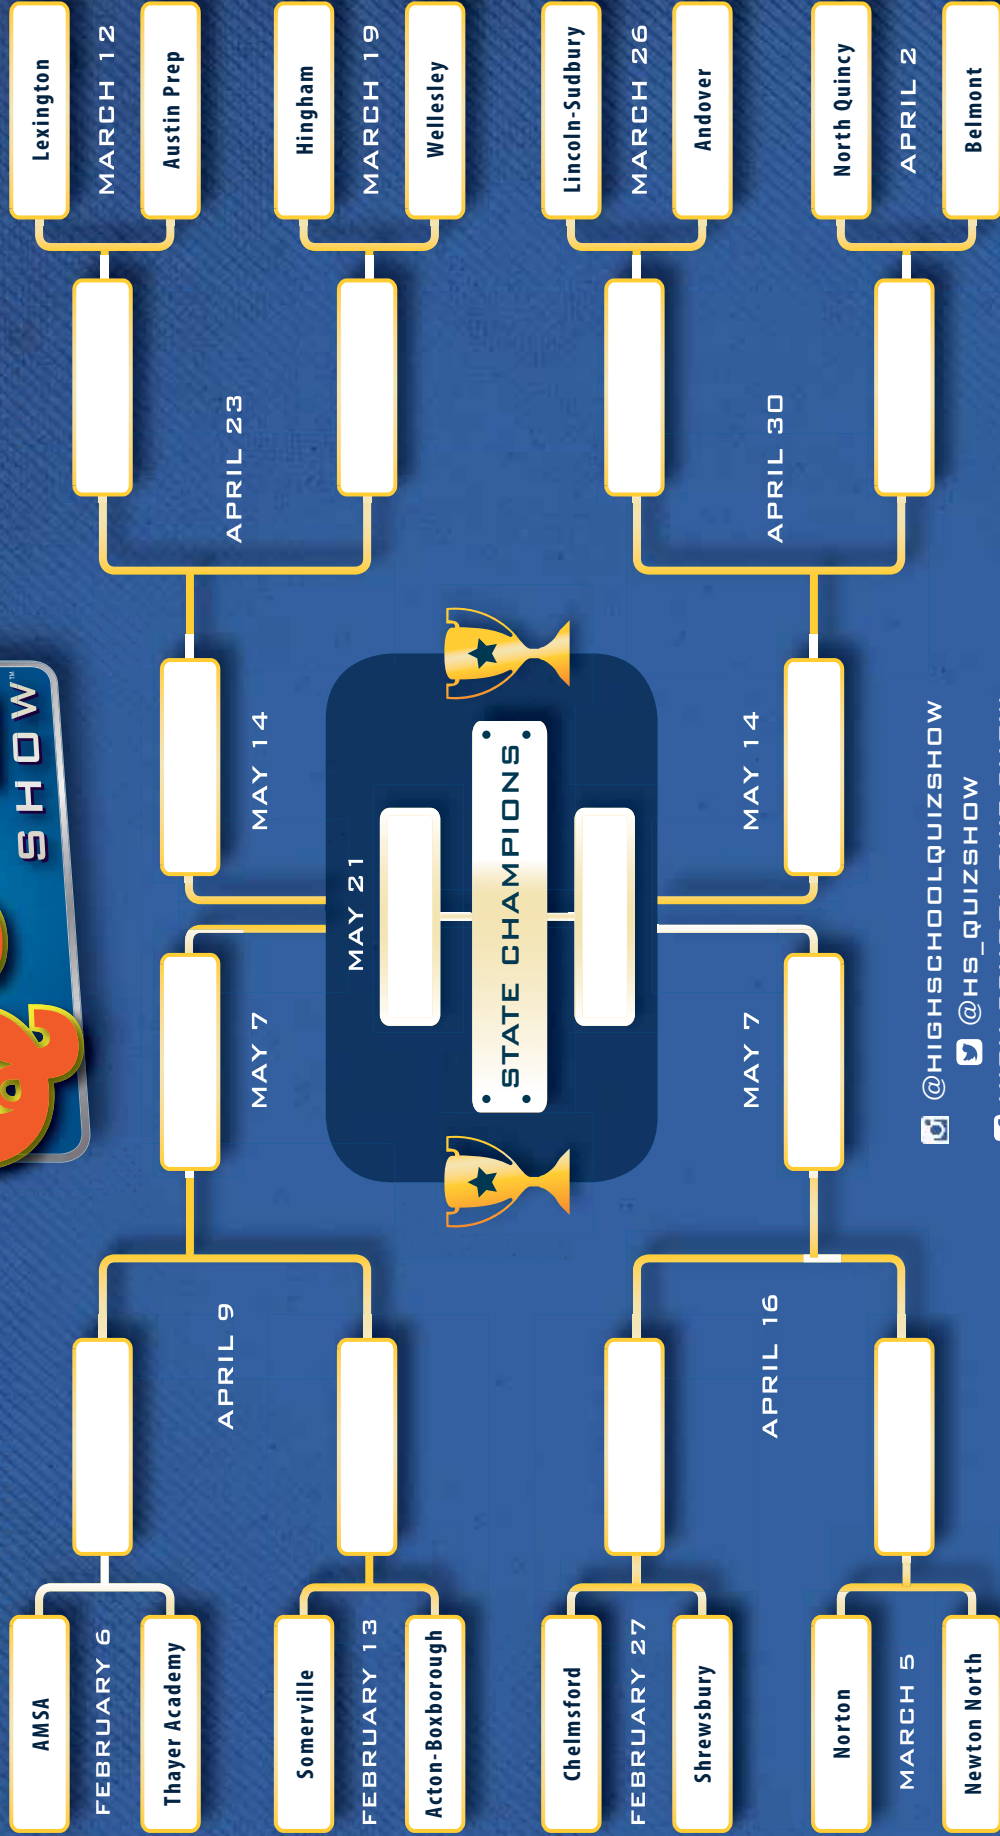 SHOW™
AMSA
FEBRUARY 6
Thayer Academy
Somerville
FEBRUARY 13
Acton-Boxborough
Chelmsford
FEBRUARY 27
Shrewsbury
Norton
MARCH 5
Newton North
APRIL 9
APRIL 16
MAY 7
MAY 7
MAY 21
STATE CHAMPIONS
MAY 14
MAY 14
APRIL 23
APRIL 30
Lexington
MARCH 12
Austin Prep
Hingham
MARCH 19
Wellesley
Lincoln-Sudbury
MARCH 26
Andover
North Quincy
APRIL 2
Belmont
@HIGHSCHOOLQUIZSHOW
@HS_QUIZSHOW